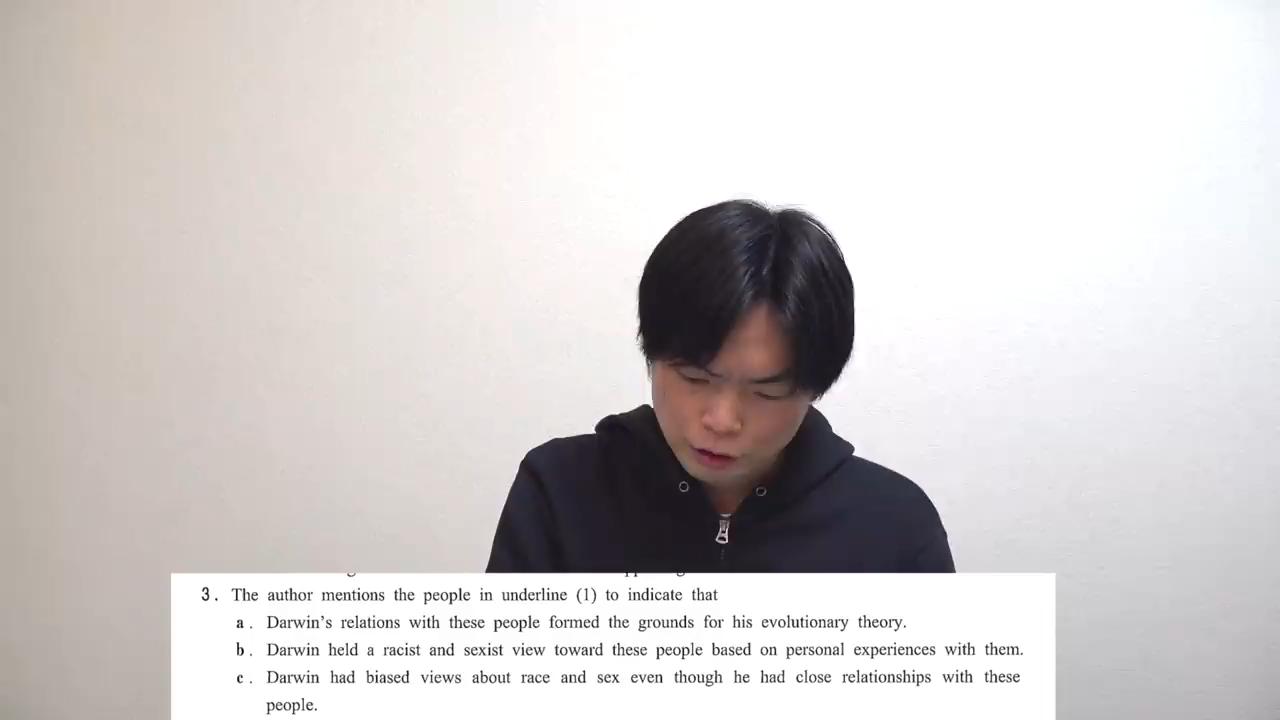 3. The author mentions the people in underline (1) to indicate that
a. Darwin's relations with these people formed the grounds for his evolutionary theory.
b. Darwin held a racist and sexist view toward these people based on personal experiences with them.
c. Darwin had biased views about race and sex even though he had close relationships with these
people.